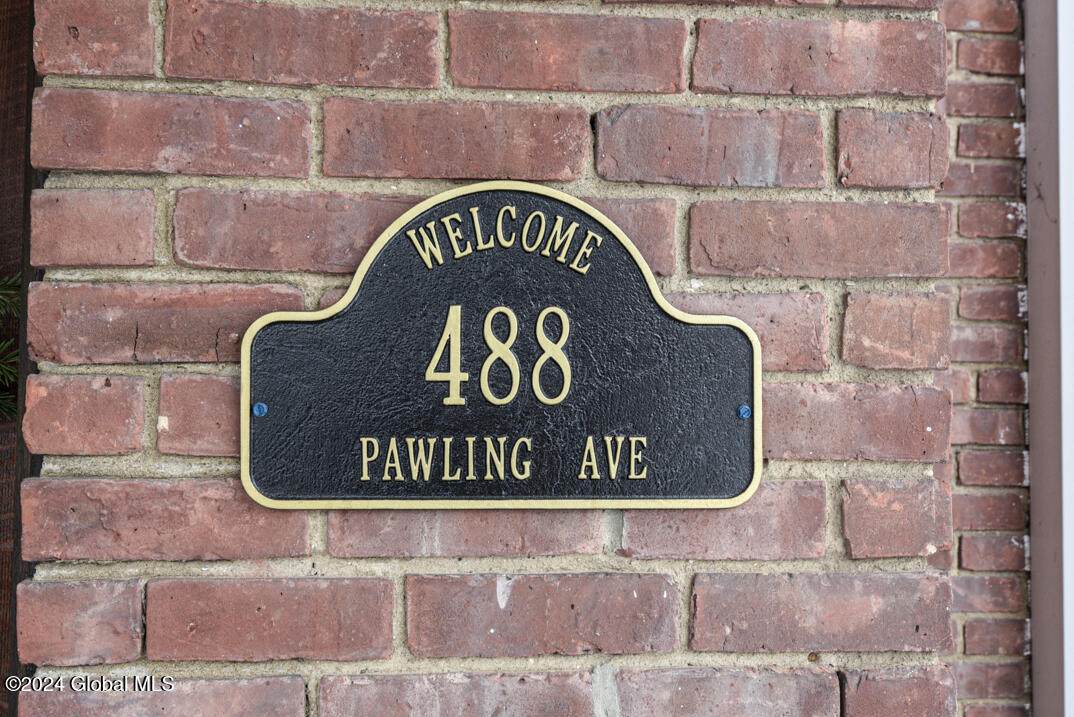 WELCOME
488
PAWLING AVE
©2024 Global MLS